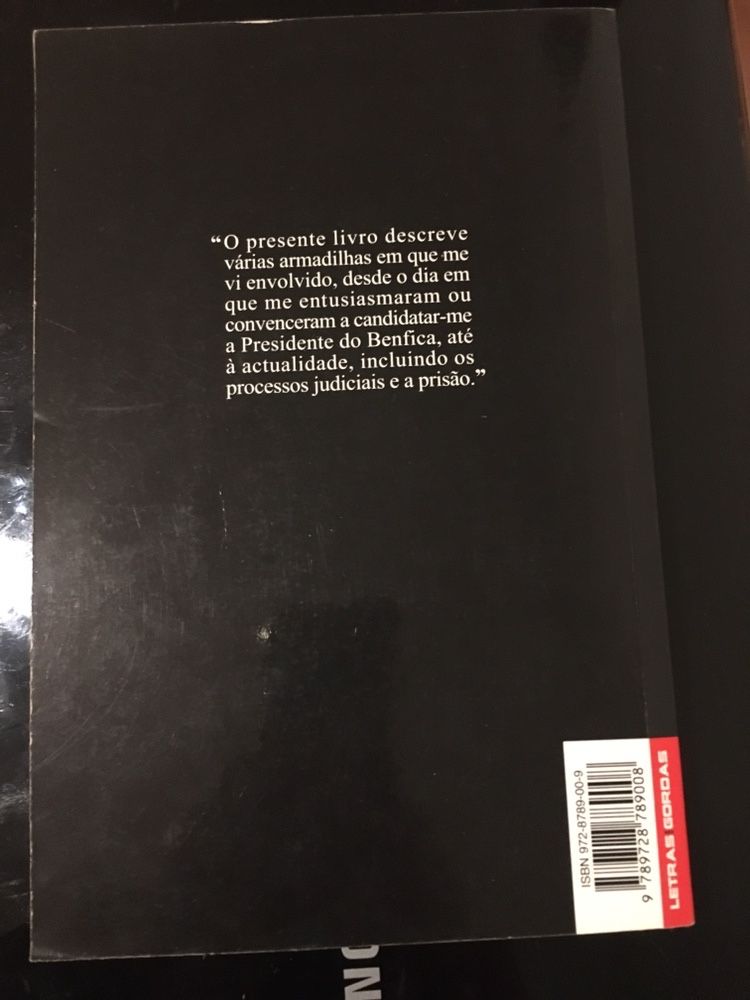 “O presente livro descreve
várias armadilhas em que me
vi envolvido, desde o dia em
que me entusiasmaram ou
convenceram a candidatar-me
a Presidente do Benfica, até
à actualidade, incluindo os
processos judiciais e a prisão.”
ISBN 972-8789-00-9
9 789728 789008
LETRAS GORDAS